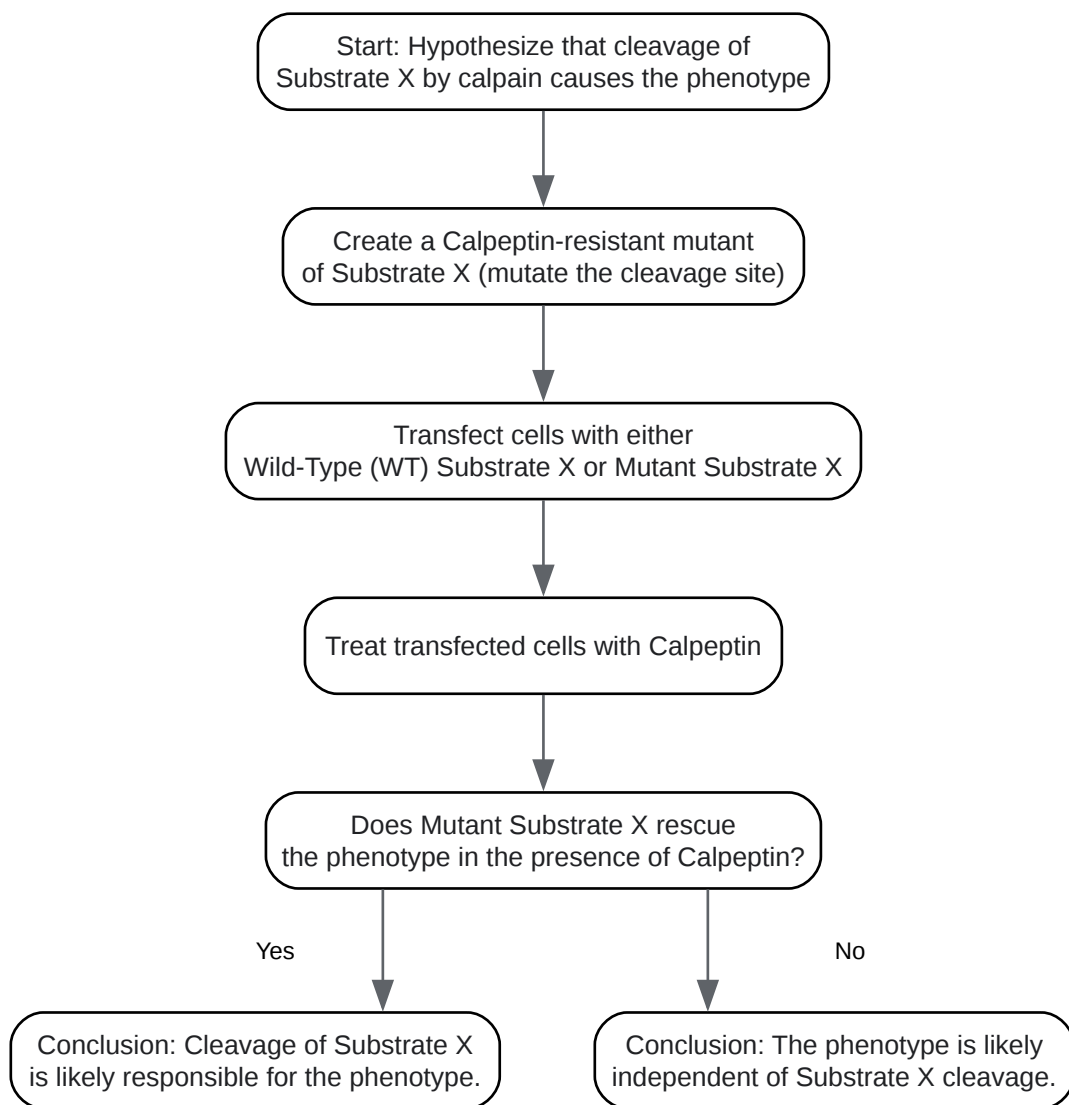 Start: Hypothesize that cleavage of
Substrate X by calpain causes the phenotype
Create a Calpeptin-resistant mutant
of Substrate X (mutate the cleavage site)
Transfect cells with either
Wild-Type (WT) Substrate X or Mutant Substrate X
Treat transfected cells with Calpeptin
Does Mutant Substrate X rescue
the phenotype in the presence of Calpeptin?
Yes
No
Conclusion: Cleavage of Substrate X
is likely responsible for the phenotype.
Conclusion: The phenotype is likely
independent of Substrate X cleavage.